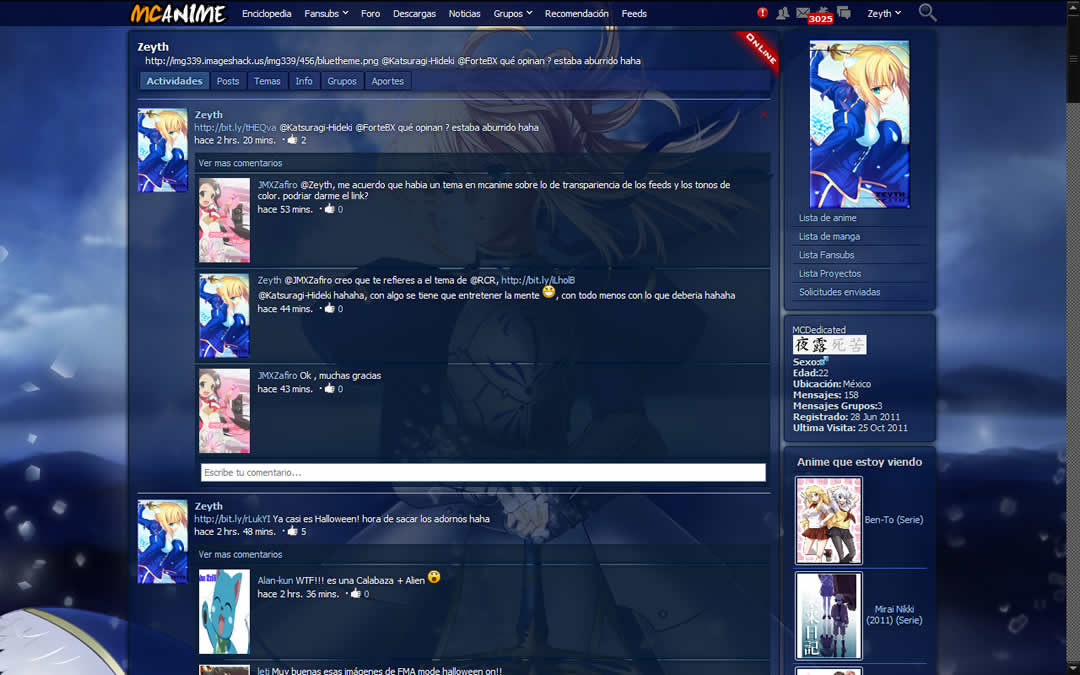 MCANIME
Enciclopedia Fansubs Foro Descargas Noticias Grupos Recomendación Feeds
3025
Zeyth
ONLINE
Zeyth
http://img339.imageshack.us/img339/456/bluetheme.png @Katsuragi-Hideki @ForteBX qué opinan ? estaba aburrido haha
Actividades Posts Temas Info Grupos Aportes
Zeyth
http://bit.ly/tHEQva @Katsuragi-Hideki @ForteBX qué opinan ? estaba aburrido haha
hace 2 hrs. 20 mins. · 2
Ver mas comentarios
JMXZafiro @Zeyth, me acuerdo que habia un tema en mcanime sobre lo de transpariencia de los feeds y los tonos de
color. podriar darme el link?
hace 53 mins. · 0
Zeyth @JMXZafiro creo que te refieres a el tema de @RCR, http://bit.ly/iLholB
@Katsuragi-Hideki hahaha, con algo se tiene que entretener la mente , con todo menos con lo que deberia hahaha
hace 44 mins. · 0
JMXZafiro Ok , muchas gracias
hace 43 mins. · 0
Escribe tu comentario...
Zeyth
http://bit.ly/rLukYI Ya casi es Halloween! hora de sacar los adornos haha
hace 2 hrs. 48 mins. · 5
Ver mas comentarios
Alan-kun WTF!!! es una Calabaza + Alien
hace 2 hrs. 36 mins. · 0
leti Muy buenas esas imágenes de FMA mode halloween on!!
ZEYTH
Lista de anime
Lista de manga
Lista Fansubs
Lista Proyectos
Solicitudes enviadas
MCDedicated
夜露死苦
Sexo:
Edad:22
Ubicación: México
Mensajes: 158
Mensajes Grupos:3
Registrado: 28 Jun 2011
Ultima Visita: 25 Oct 2011
Anime que estoy viendo
Ben-To (Serie)
Mirai Nikki
(2011) (Serie)